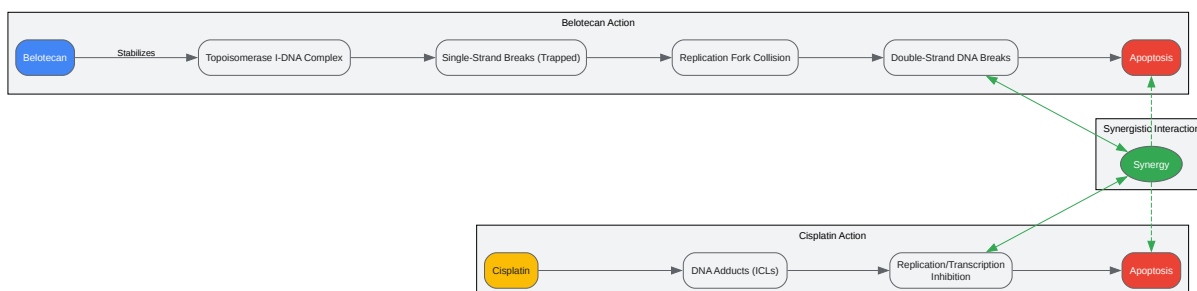 Belotecan Action
Belotecan
Stabilizes
Topoisomerase I-DNA Complex
Single-Strand Breaks (Trapped)
Replication Fork Collision
Double-Strand DNA Breaks
Apoptosis
Synergistic Interaction
Synergy
Cisplatin Action
Cisplatin
DNA Adducts (ICLs)
Replication/Transcription
Inhibition
Apoptosis